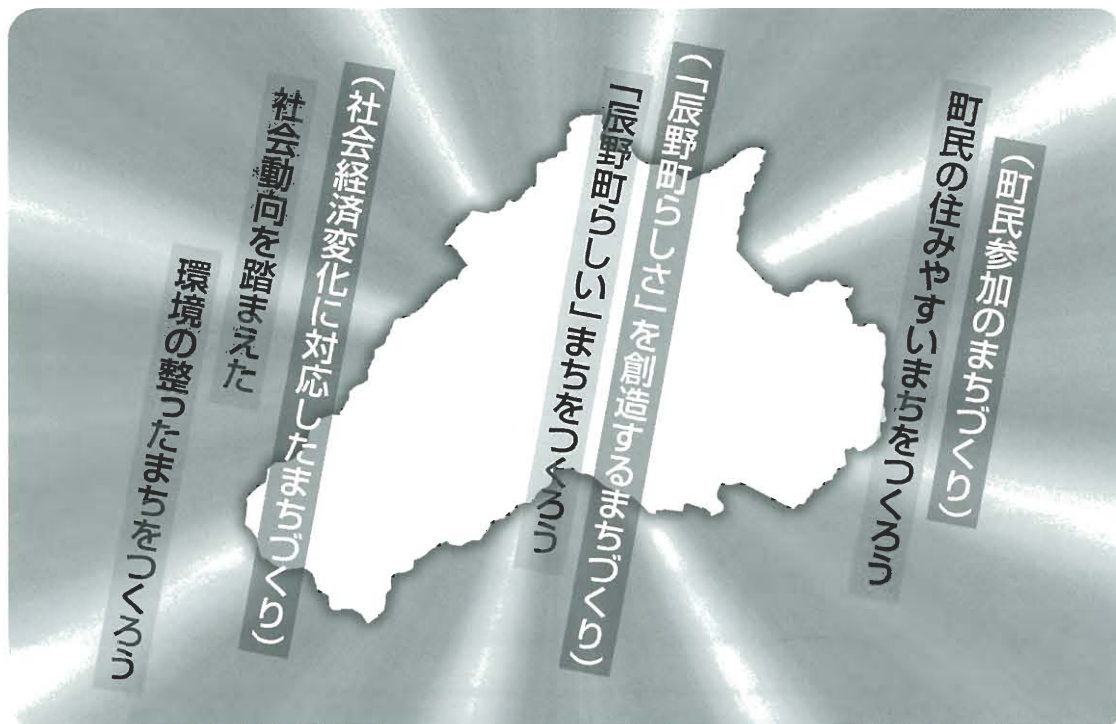 (町民参加のまちづくり)
町民の住みやすいまちをつくろう
(「辰野町らしさ」を創造するまちづくり)
「辰野町らしい」まちをつくろう
(社会経済変化に対応したまちづくり)
社会動向を踏まえた
環境の整ったまちをつくろう